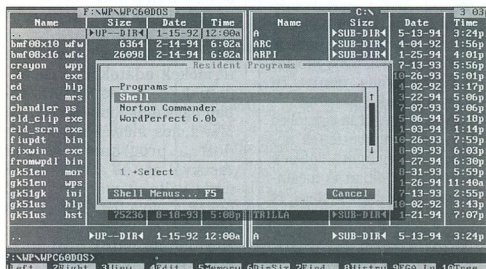 F:\WP\WPC60DOS C:\ 3 03
Name Size Date Time Name Size Date Time
.. ►UP--DIR◄ 1-15-92 12:00a A ►SUB-DIR◄ 5-13-94 3:24p
bmf08x10 wfw 6364 2-14-94 6:02a ARC ►SUB-DIR◄ 4-04-92 1:56p
bmf08x16 wfw 26098 2-14-94 6:02a ARPI ►SUB-DIR◄ 1-25-94 4:01p
crayon wpp 7-13-93 5:56p
Resident Programs
ed exe 10-26-93 5:01p
ed hlp 4-02-92 3:17p
ed mrs 3-22-94 5:06p
ehandler ps 7-07-93 9:06p
eld_clip exe 5-06-94 5:18p
eld_scrn exe 1-03-94 1:14p
fiupdt bin 10-26-93 7:59p
fixwin exe 8-09-93 6:03p
fromwpdl bin 4-27-94 6:30p
gk51en mor 8-31-93 5:59p
gk51en wps 1-26-94 11:40a
gk51gk ini 7-13-93 2:55p
gk51us hlp 10-02-92 3:43p
gk51us hst 75236 8-18-93 5:08p TRILLA ►SUB-DIR◄ 1-21-94 7:07p
Programs
Shell
Norton Commander
WordPerfect 6.0b
1. Select
Shell Menus... F5 Cancel
.. ►UP--DIR◄ 1-15-92 12:00a A ►SUB-DIR◄ 5-13-94 3:24p
F:\WP\WPC60DOS>